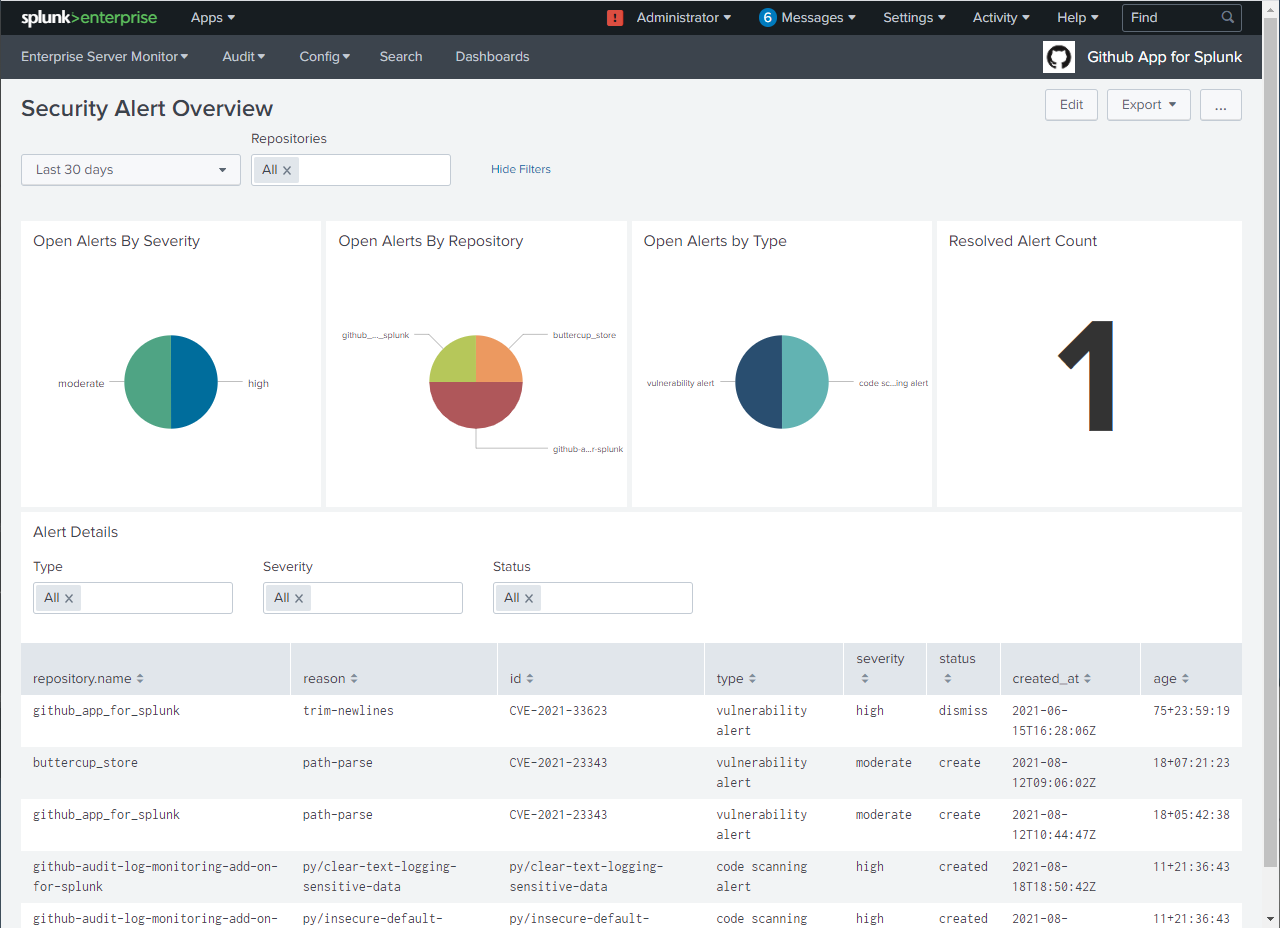 splunk>enterprise Apps Administrator 6 Messages Settings Activity Help Find
Enterprise Server Monitor Audit Config Search Dashboards Github App for Splunk
Security Alert Overview Edit Export ...
Repositories
Last 30 days All Hide Filters
Open Alerts By Severity
moderate high
Open Alerts By Repository
github_..._splunk buttercup_store
github-a...r-splunk
Open Alerts by Type
vulnerability alert code sc...ing alert
Resolved Alert Count
1
Alert Details
Type Severity Status
All All All
repository.name reason id type severity status created_at age
github_app_for_splunk trim-newlines CVE-2021-33623 vulnerability high dismiss 2021-06- 75+23:59:19
alert 15T16:28:06Z
buttercup_store path-parse CVE-2021-23343 vulnerability moderate create 2021-08- 18+07:21:23
alert 12T09:06:02Z
github_app_for_splunk path-parse CVE-2021-23343 vulnerability moderate create 2021-08- 18+05:42:38
alert 12T10:44:47Z
github-audit-log-monitoring-add-on- py/clear-text-logging- py/clear-text-logging- code scanning high created 2021-08- 11+21:36:43
for-splunk sensitive-data sensitive-data alert 18T18:50:42Z
github-audit-log-monitoring-add-on- py/insecure-default- py/insecure-default- code scanning high created 2021-08- 11+21:36:43